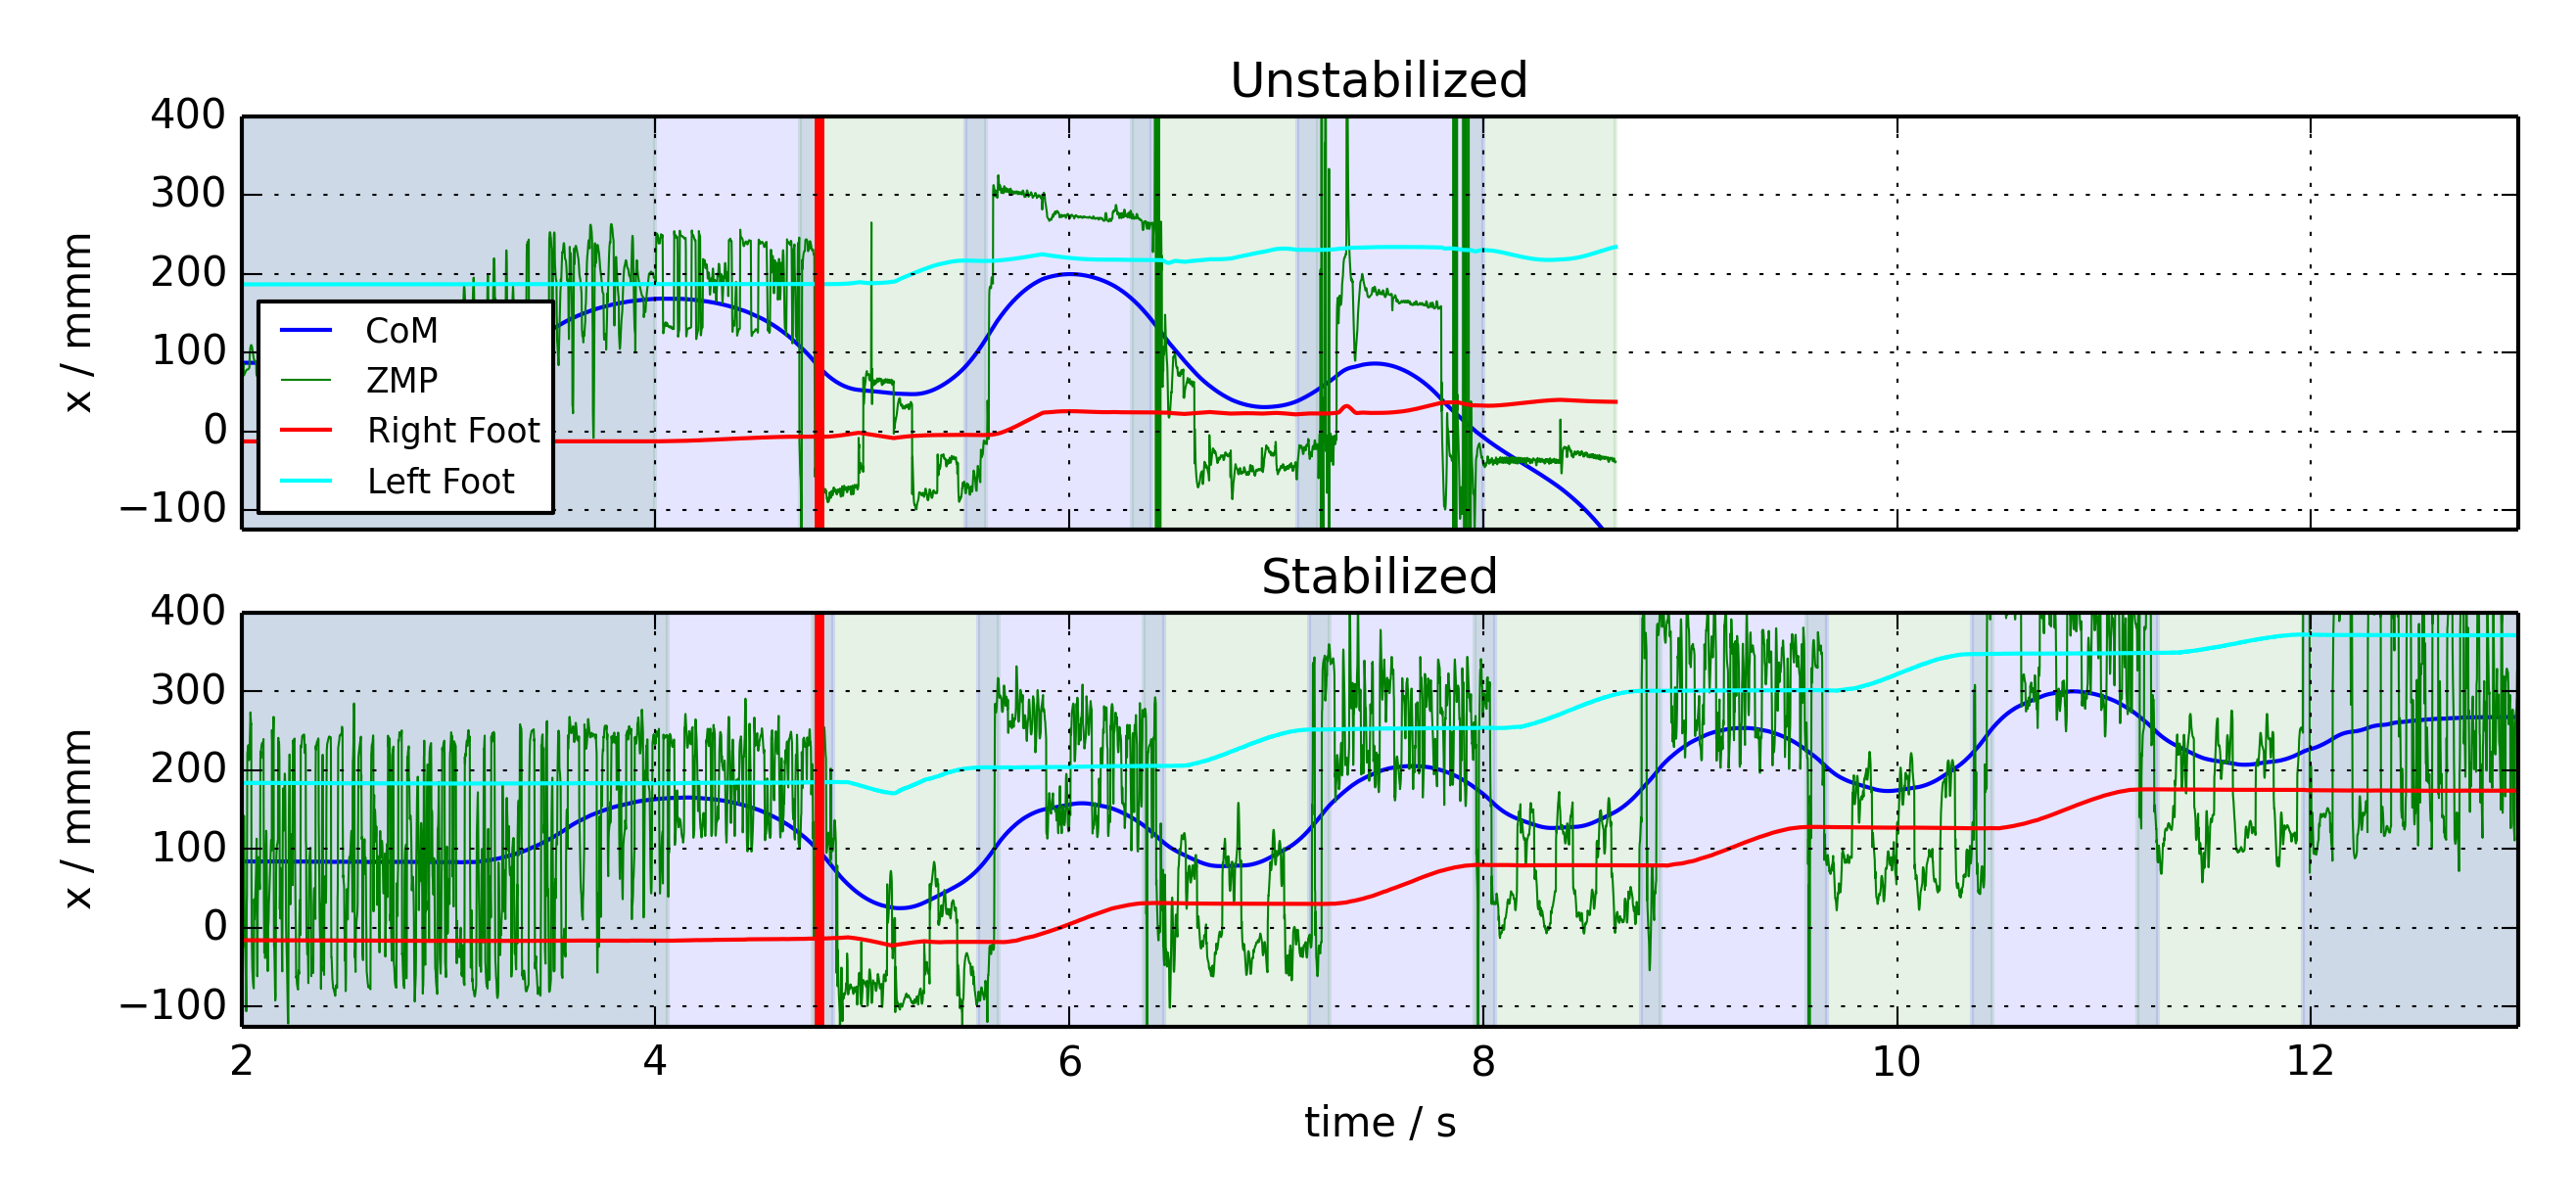 Unstabilized
400
300
200
100
0
−100
x / mmm
CoM
ZMP
Right Foot
Left Foot
Stabilized
400
300
200
100
0
−100
x / mmm
2 4 6 8 10 12
time / s